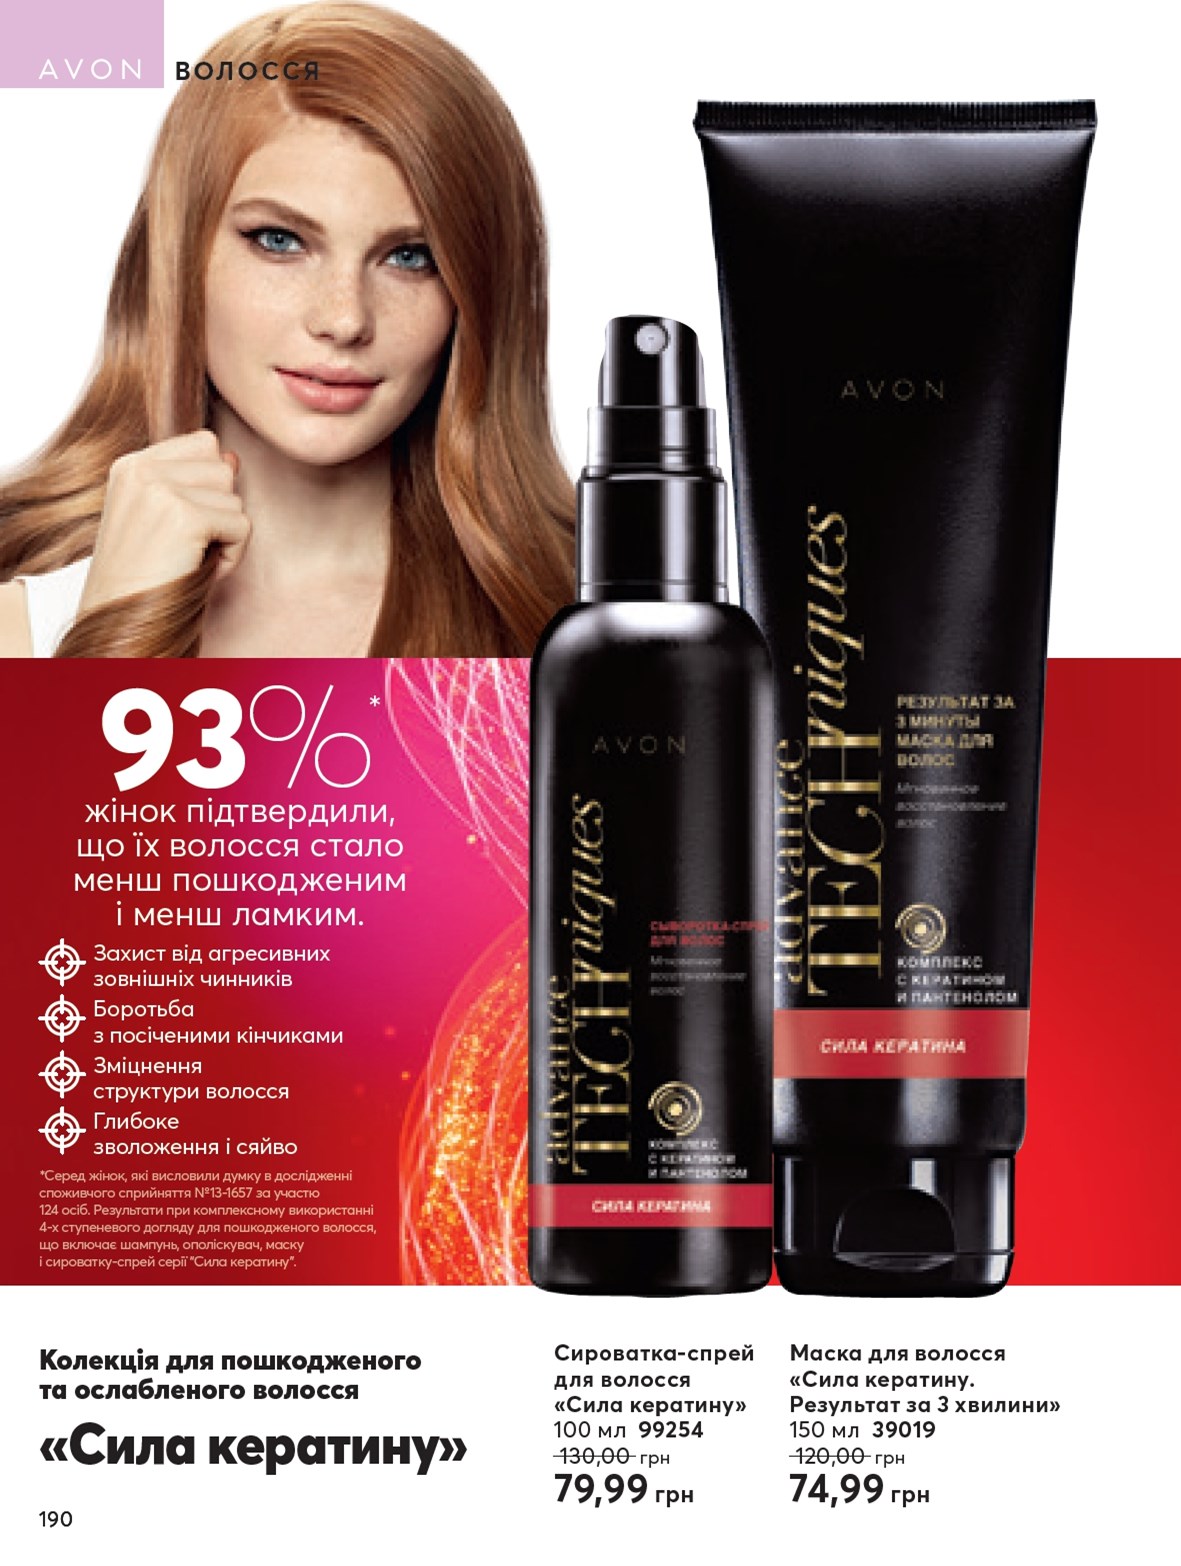 AVON ВОЛОССЯ
AVON
advance
TECHniques
РЕЗУЛЬТАТ ЗА
3 МИНУТЫ
МАСКА ДЛЯ
ВОЛОС
Мгновенное
восстановление
волос
КОМПЛЕКС
С КЕРАТИНОМ
И ПАНТЕНОЛОМ
СИЛА КЕРАТИНА
AVON
advance
TECHniques
СЫВОРОТКА-СПРЕЙ
ДЛЯ ВОЛОС
Мгновенное
восстановление
волос
КОМПЛЕКС
С КЕРАТИНОМ
И ПАНТЕНОЛОМ
СИЛА КЕРАТИНА
93%*
жінок підтвердили,
що їх волосся стало
менш пошкодженим
і менш ламким.
Захист від агресивних
зовнішніх чинників
Боротьба
з посіченими кінчиками
Зміцнення
структури волосся
Глибоке
зволоження і сяйво
*Серед жінок, які висловили думку в дослідженні
споживчого сприйняття №13-1657 за участю
124 осіб. Результати при комплексному використанні
4-х ступеневого догляду для пошкодженого волосся,
що включає шампунь, ополіскувач, маску
і сироватку-спрей серії "Сила кератину".
Колекція для пошкодженого
та ослабленого волосся
«Сила кератину»
Сироватка-спрей
для волосся
«Сила кератину»
100 мл 99254
130,00 грн
79,99 грн
Маска для волосся
«Сила кератину.
Результат за 3 хвилини»
150 мл 39019
120,00 грн
74,99 грн
190